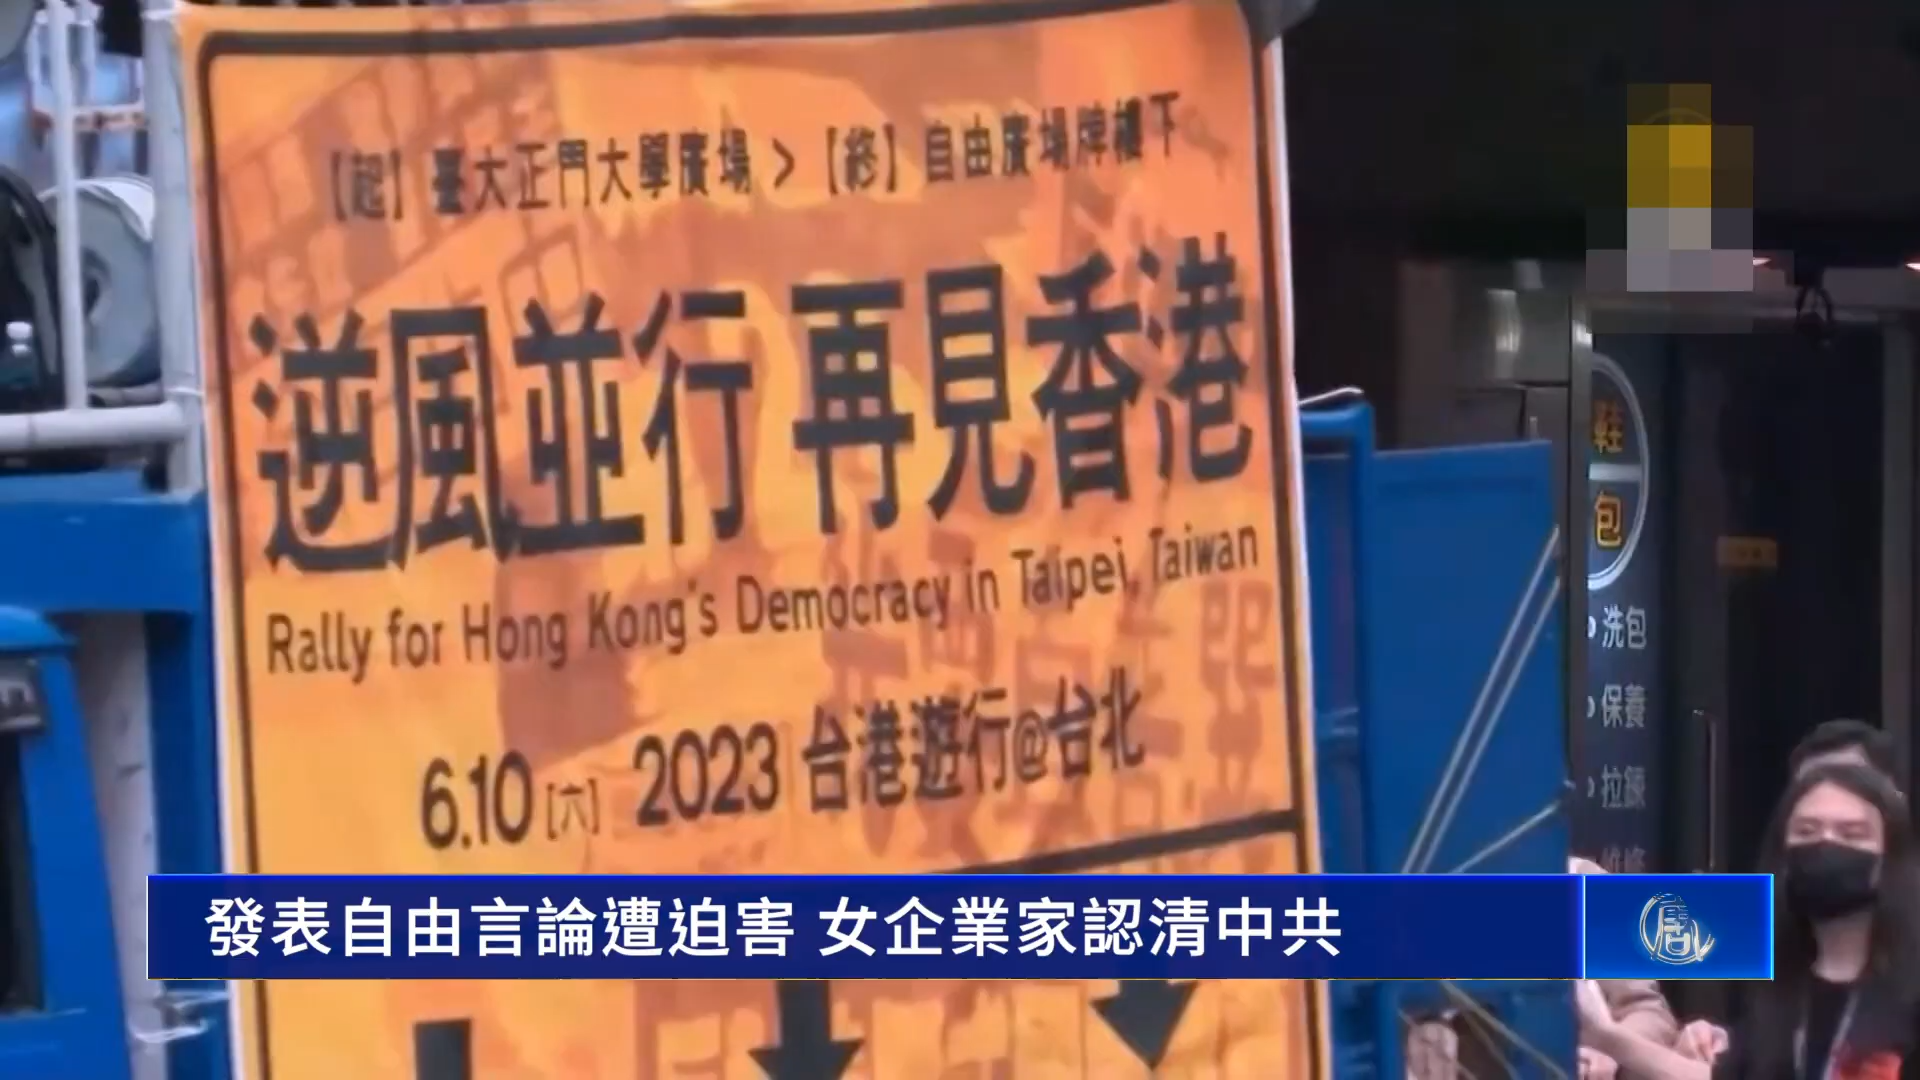 【起】臺大正門大學廣場 > 【終】自由廣場牌樓下
逆風並行 再見香港
Rally for Hong Kong's Democracy in Taipei, Taiwan
6.10 [六] 2023 台港遊行@台北
鞋
包
洗包
保養
拉鍊
發表自由言論遭迫害 女企業家認清中共